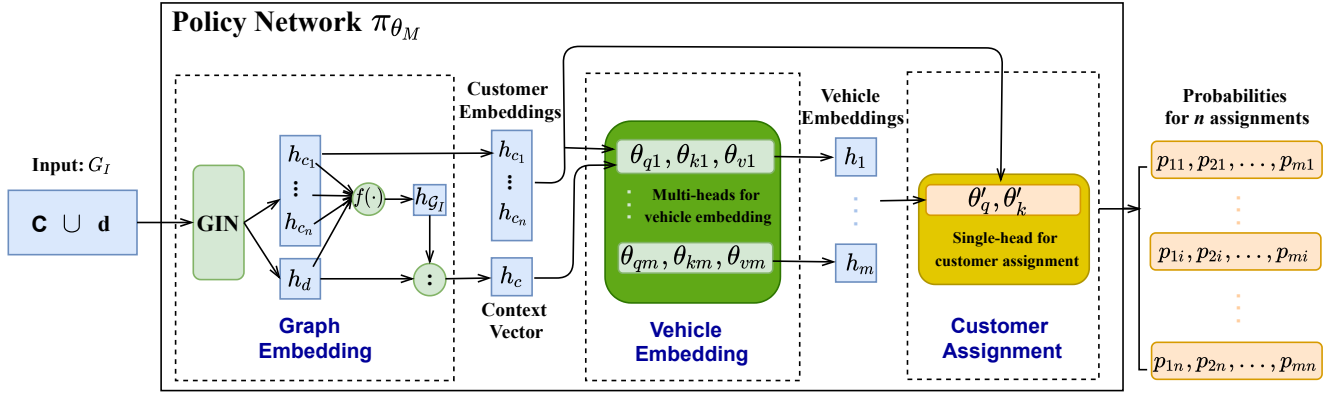 Policy Network π_{θ_M}
Input: G_I
C ∪ d
GIN
h_{c_1}
⋮
h_{c_n}
h_d
f(·)
h_{𝒢_I}
:
Graph
Embedding
Customer
Embeddings
h_{c_1}
⋮
h_{c_n}
h_c
Context
Vector
θ_{q1}, θ_{k1}, θ_{v1}
Multi-heads for
vehicle embedding
θ_{qm}, θ_{km}, θ_{vm}
Vehicle
Embedding
Vehicle
Embeddings
h_1
⋮
h_m
θ′_q, θ′_k
Single-head for
customer assignment
Customer
Assignment
Probabilities
for n assignments
p_{11}, p_{21}, . . . , p_{m1}
⋮
p_{1i}, p_{2i}, . . . , p_{mi}
⋮
p_{1n}, p_{2n}, . . . , p_{mn}